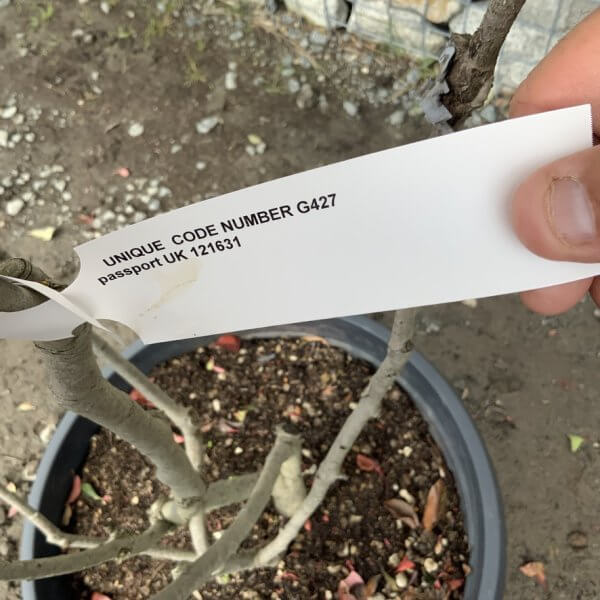 UNIQUE CODE NUMBER G427
passport UK 121631